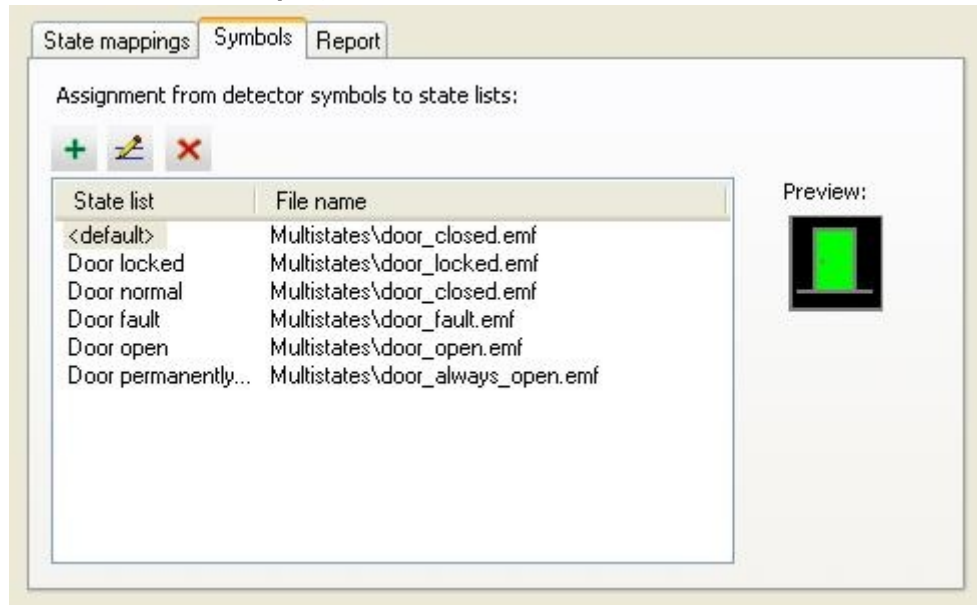 State mappings Symbols Report
Assignment from detector symbols to state lists:
State list File name
Preview:
<default> Multistates\door_closed.emf
Door locked Multistates\door_locked.emf
Door normal Multistates\door_closed.emf
Door fault Multistates\door_fault.emf
Door open Multistates\door_open.emf
Door permanently... Multistates\door_always_open.emf